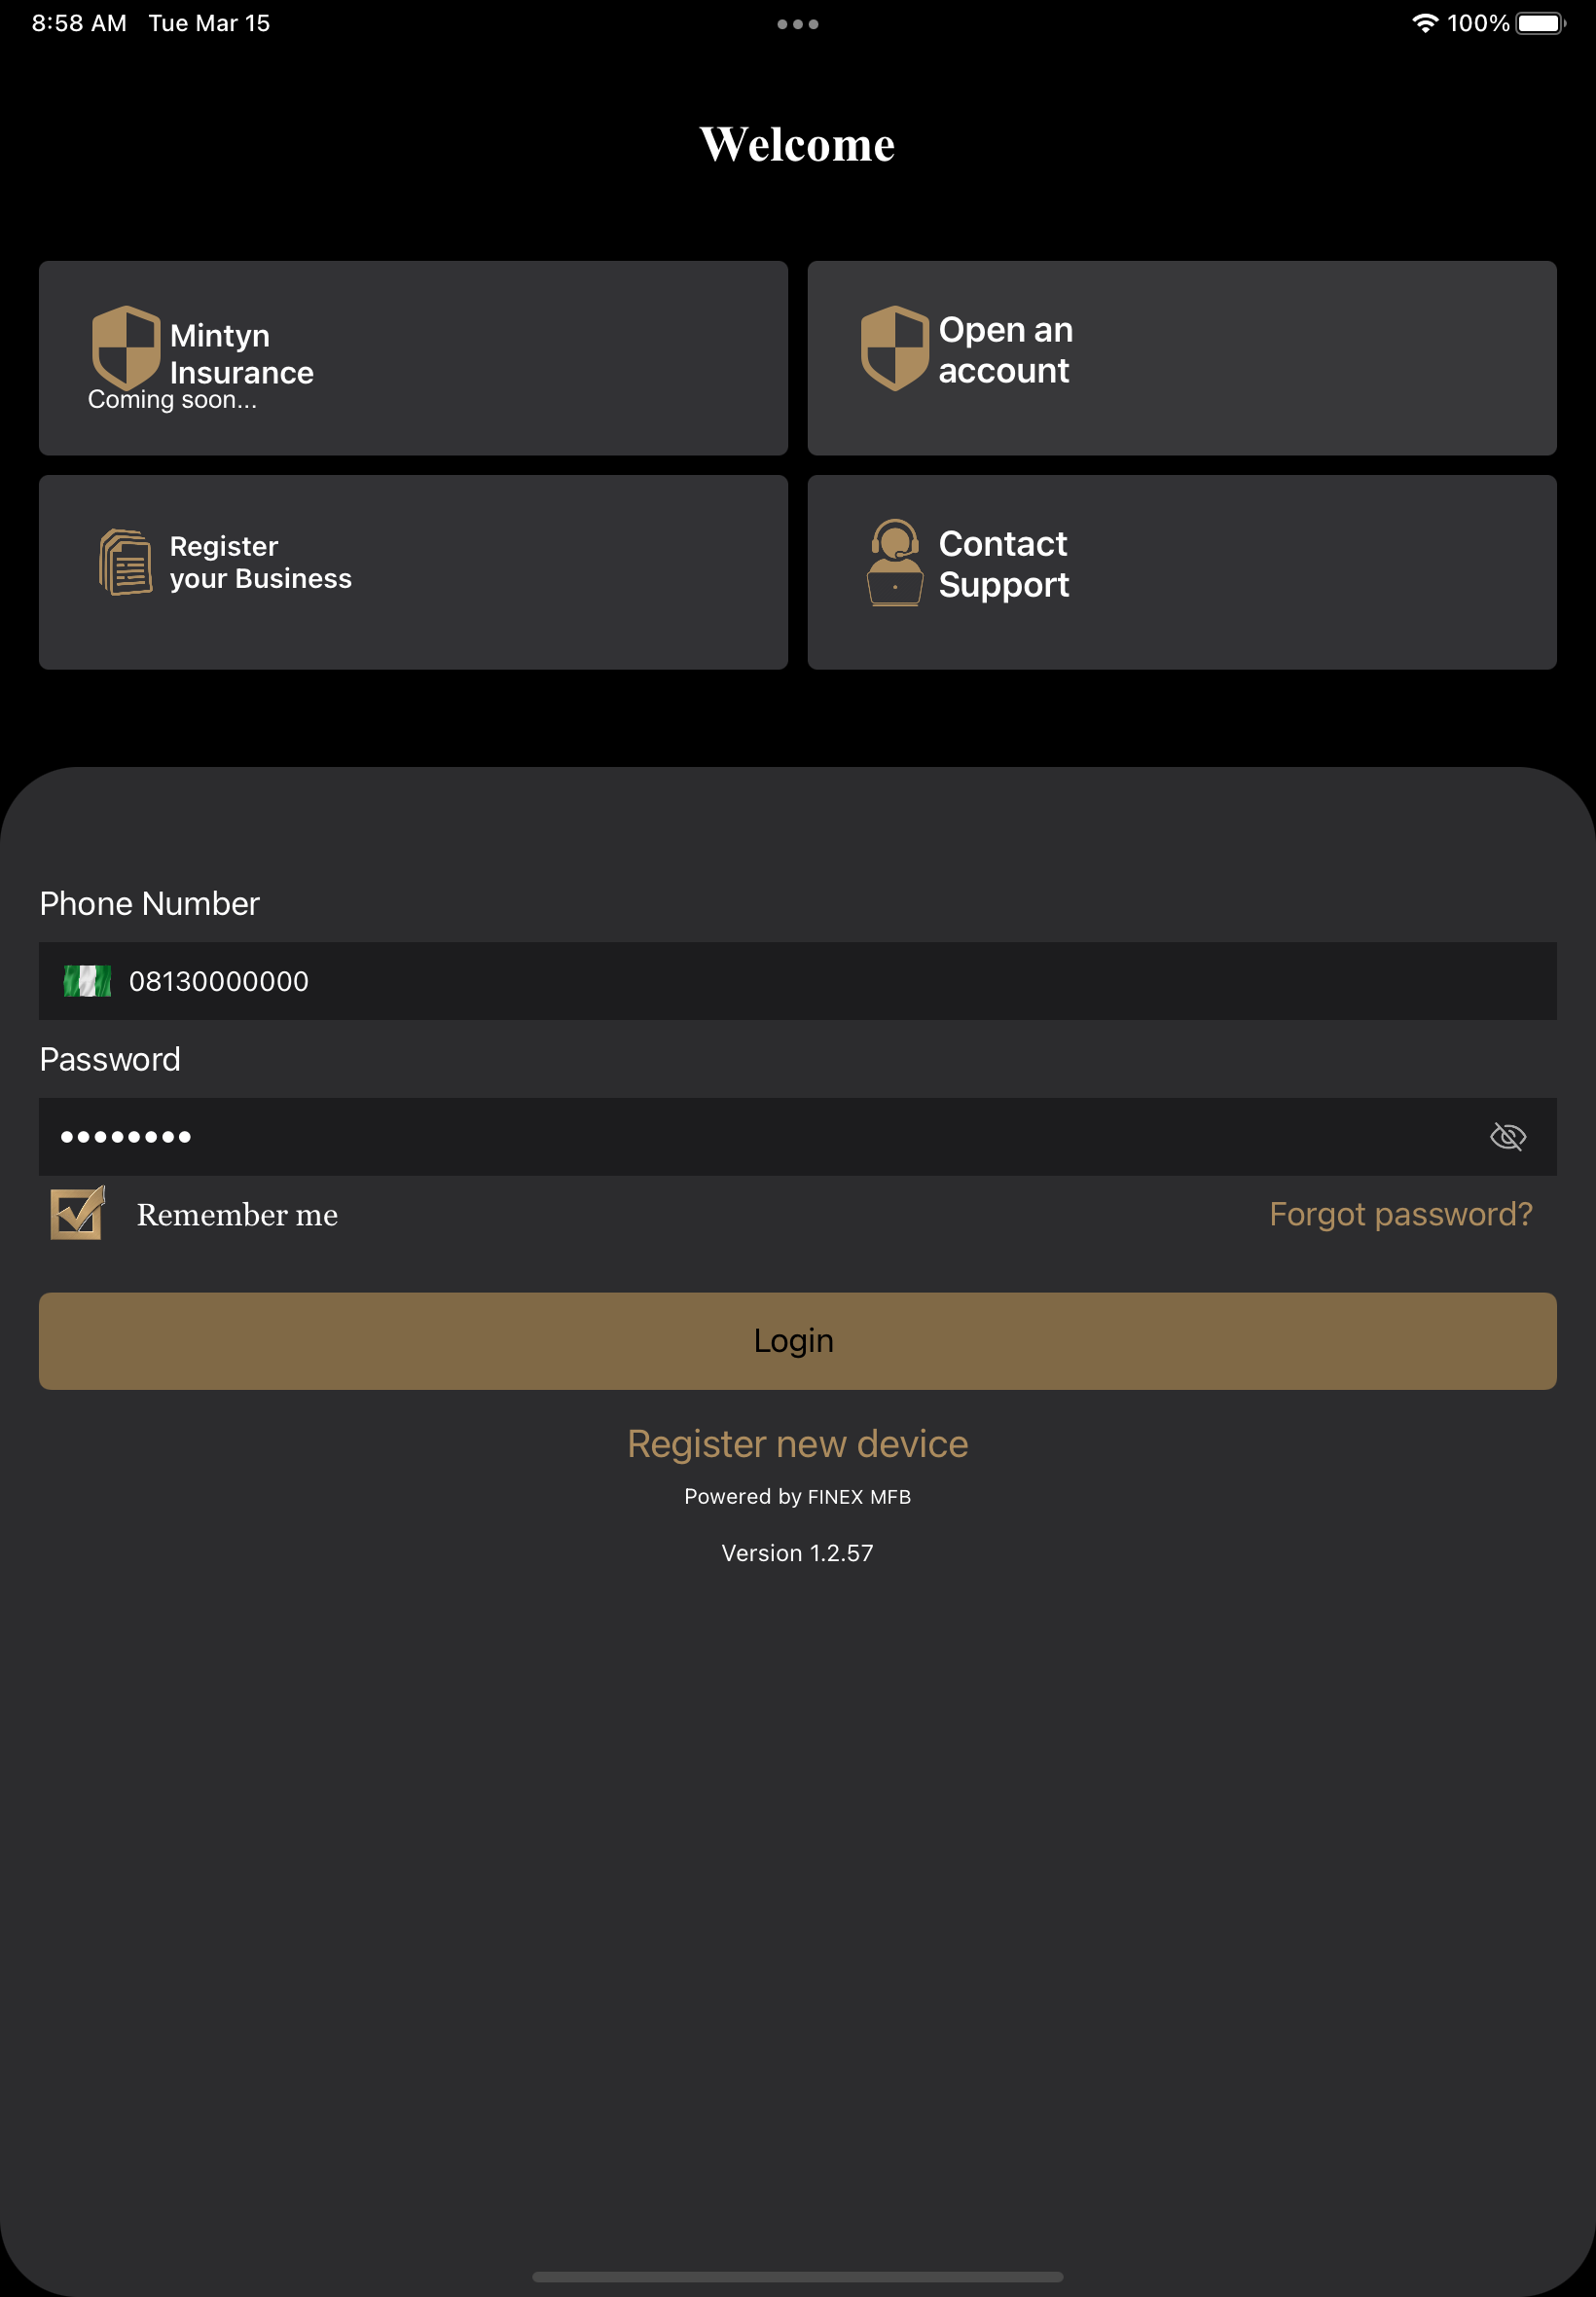 8:58 AM Tue Mar 15
100%
Welcome
Mintyn
Insurance
Coming soon...
Open an
account
Register
your Business
Contact
Support
Phone Number
08130000000
Password
••••••••
Remember me
Forgot password?
Login
Register new device
Powered by FINEX MFB
Version 1.2.57